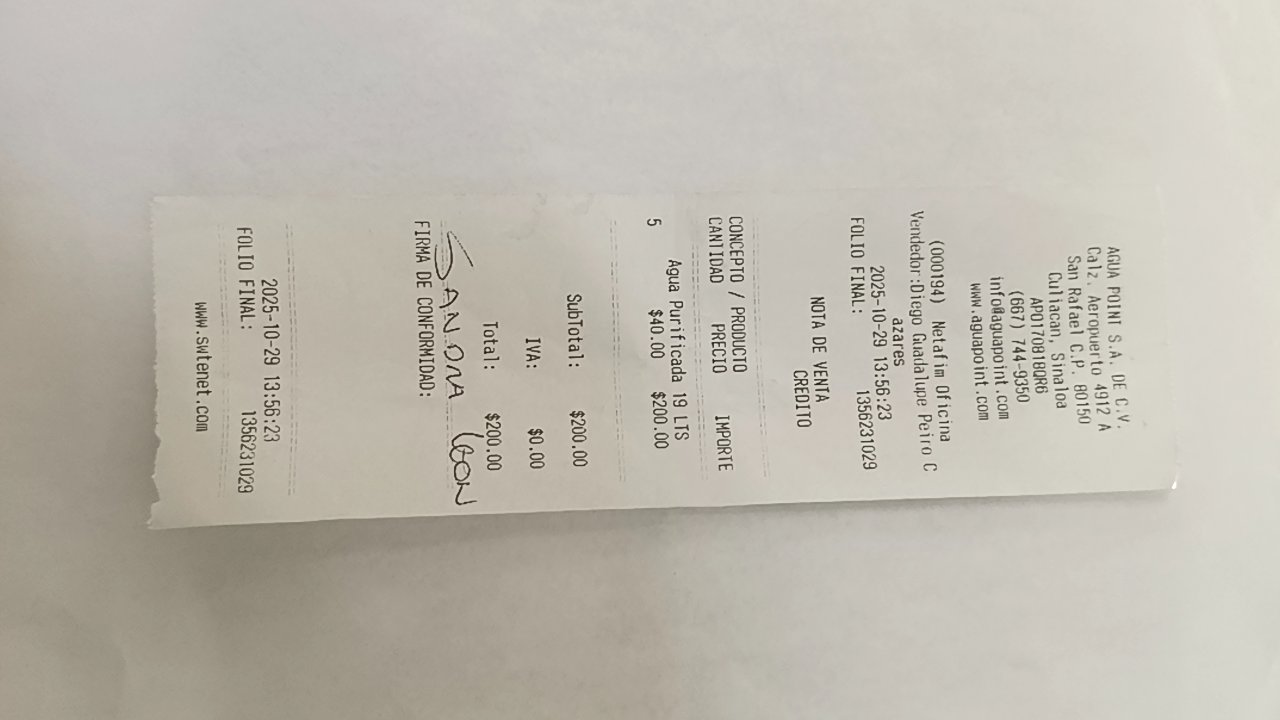 AGUA POINT S.A. DE C.V.
Calz. Aeropuerto 4912 A
San Rafael C.P. 80150
Culiacan, Sinaloa
APO170818QR6
(667) 744-9350
info@aguapoint.com
www.aguapoint.com
(000194) Netafim Oficina
Vendedor:Diego Guadalupe Peiro C
azares
2025-10-29 13:56:23
FOLIO FINAL: 1356231029
NOTA DE VENTA
CREDITO
CONCEPTO / PRODUCTO
CANTIDAD PRECIO IMPORTE
Agua Purificada 19 LTS
5 $40.00 $200.00
SubTotal: $200.00
IVA: $0.00
Total: $200.00
FIRMA DE CONFORMIDAD:
2025-10-29 13:56:23
FOLIO FINAL: 1356231029
www.swtenet.com